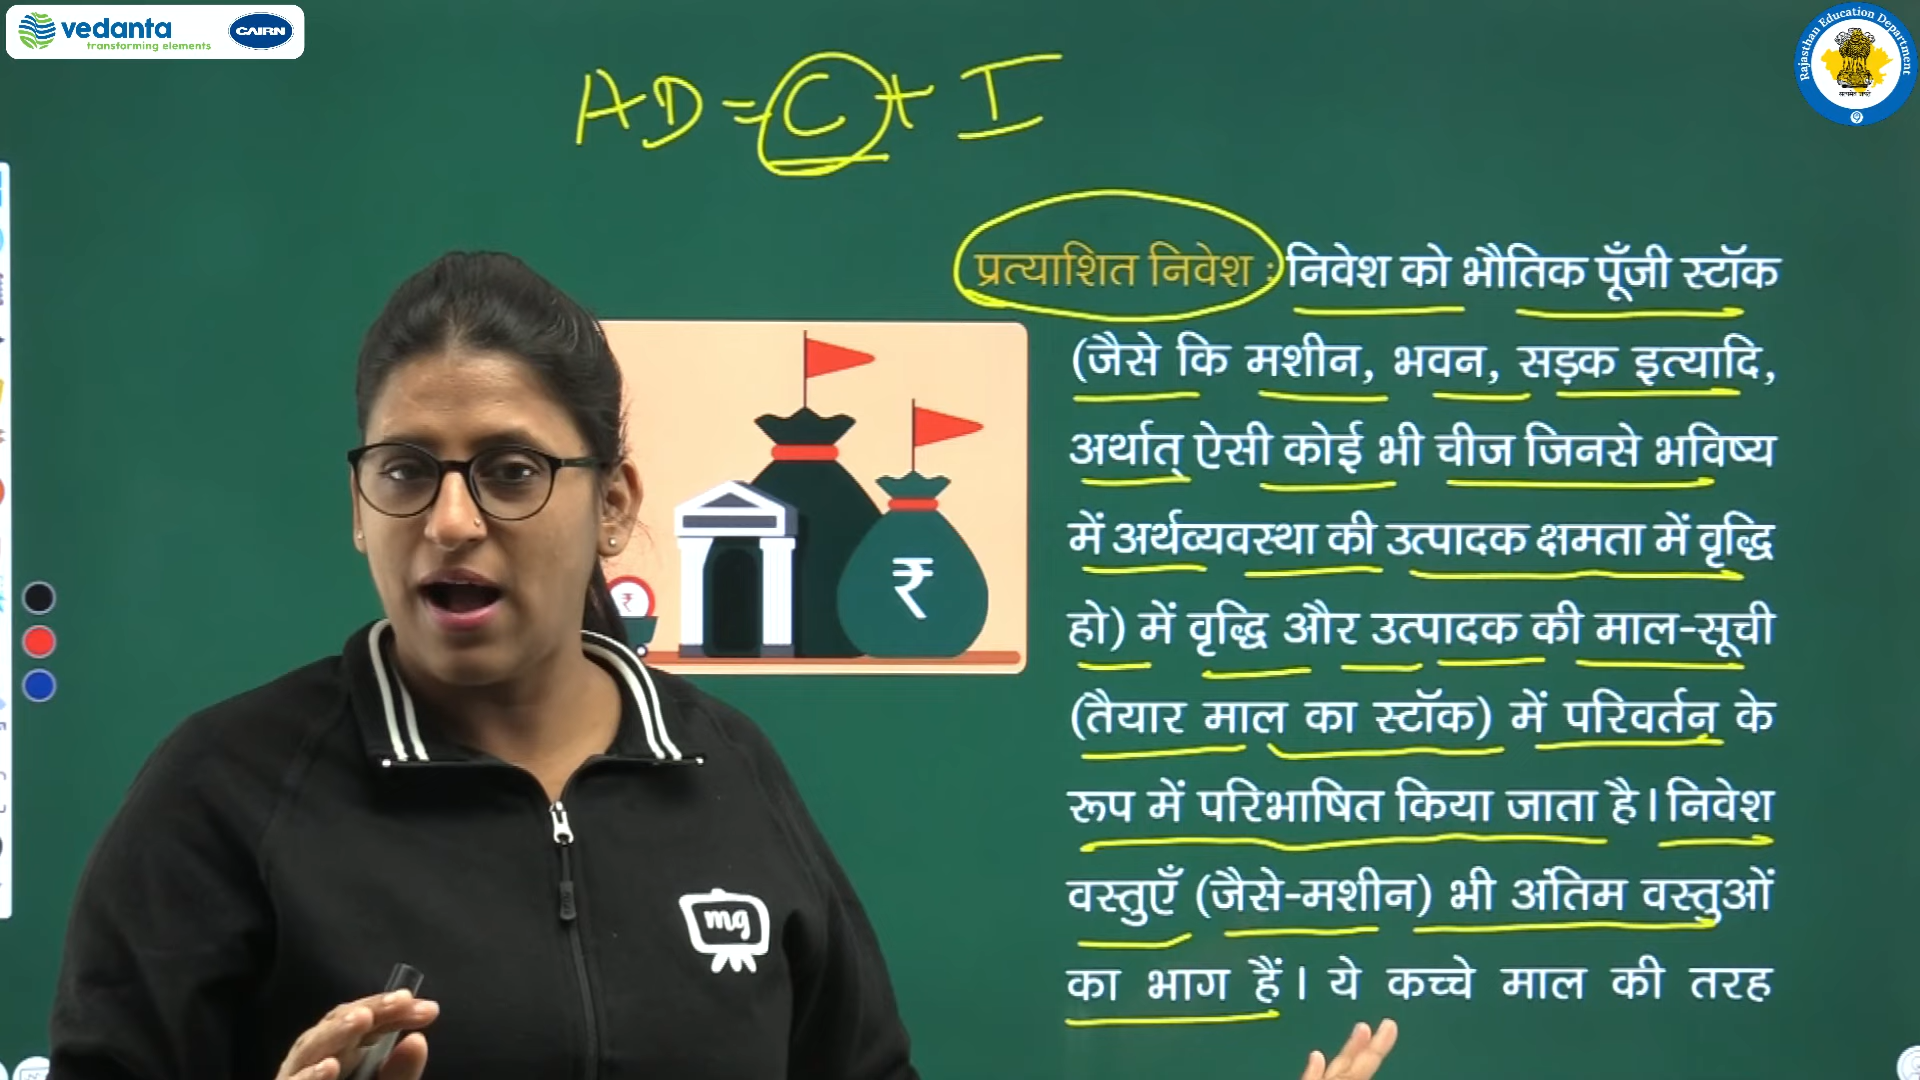 vedanta
transforming elements
CAIRN
Rajasthan Education Department
AD = C + I
प्रत्याशित निवेश : निवेश को भौतिक पूँजी स्टॉक
(जैसे कि मशीन, भवन, सड़क इत्यादि,
अर्थात् ऐसी कोई भी चीज जिनसे भविष्य
में अर्थव्यवस्था की उत्पादक क्षमता में वृद्धि
हो) में वृद्धि और उत्पादक की माल-सूची
(तैयार माल का स्टॉक) में परिवर्तन के
रूप में परिभाषित किया जाता है। निवेश
वस्तुएँ (जैसे-मशीन) भी अंतिम वस्तुओं
का भाग हैं। ये कच्चे माल की तरह
₹
₹
mg